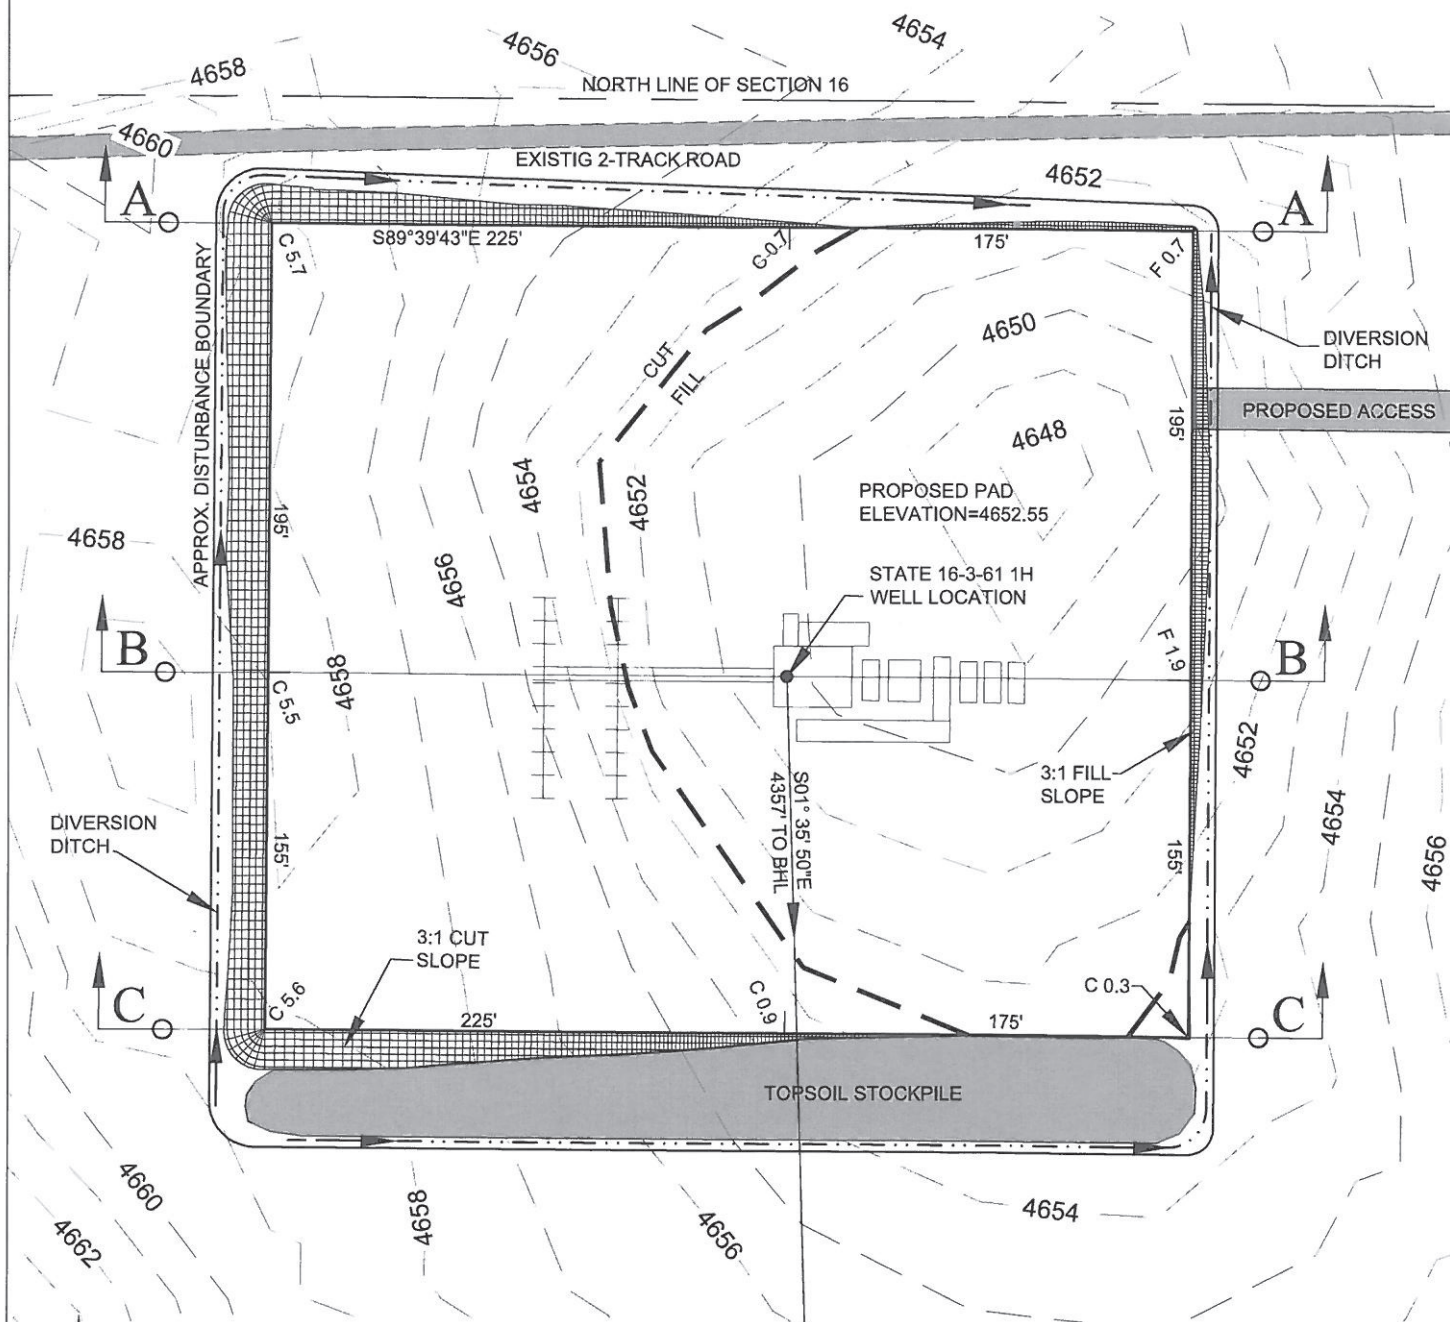 4654
4656
4658
NORTH LINE OF SECTION 16
4660
EXISTIG 2-TRACK ROAD
4652
A
A
S89°39'43"E 225'
175'
C 5.7
C-0.7
F 0.7
APPROX. DISTURBANCE BOUNDARY
4650
DIVERSION
DITCH
CUT
FILL
195'
PROPOSED ACCESS
4648
4654
4652
PROPOSED PAD
ELEVATION=4652.55
195'
4658
4656
STATE 16-3-61 1H
WELL LOCATION
B
B
F 1.9
4658
C 5.5
4652
3:1 FILL
SLOPE
S01° 35' 50"E
4357' TO BHL
DIVERSION
DITCH
155'
155'
4654
4656
3:1 CUT
SLOPE
C 5.6
C 0.9
C 0.3
C
C
225'
175'
TOPSOIL STOCKPILE
4660
4658
4656
4654
4662